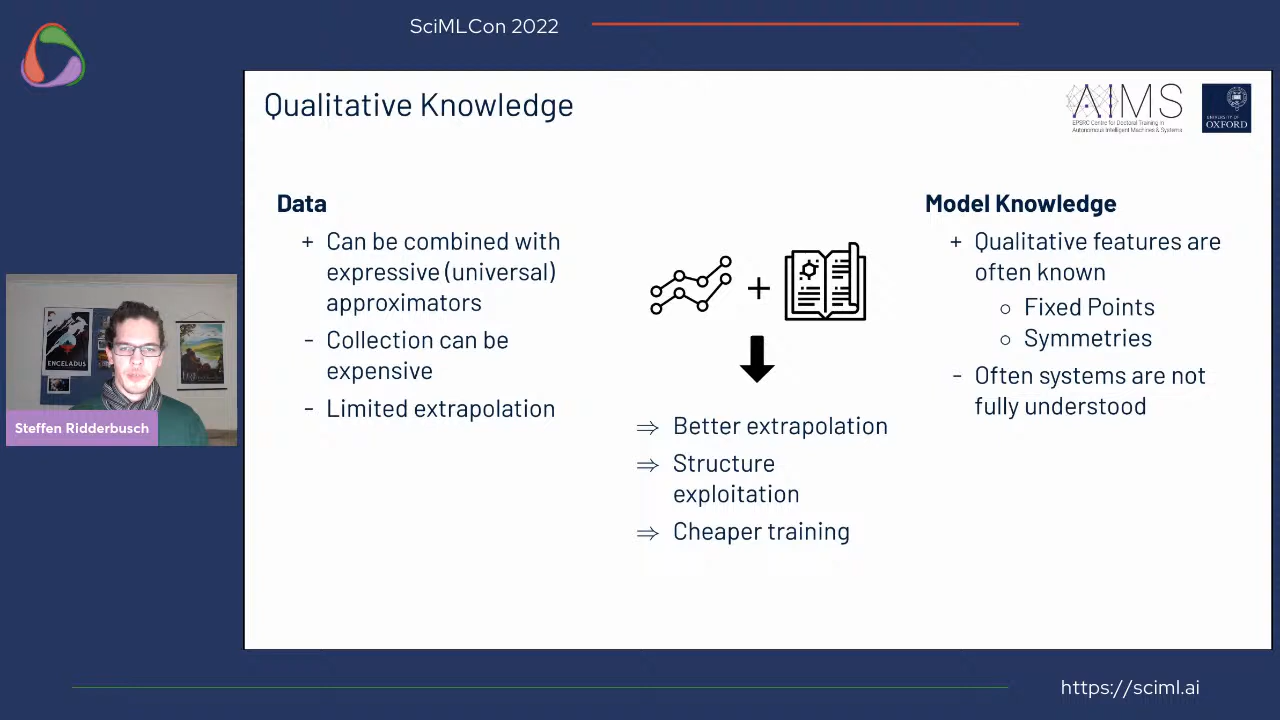 SciMLCon 2022
Qualitative Knowledge
AIMS
EPSRC Centre for Doctoral Training in
Autonomous Intelligent Machines & Systems
UNIVERSITY OF
OXFORD
Data
+ Can be combined with
expressive (universal)
approximators
- Collection can be
expensive
- Limited extrapolation
+
⇒ Better extrapolation
⇒ Structure
exploitation
⇒ Cheaper training
Model Knowledge
+ Qualitative features are
often known
○ Fixed Points
○ Symmetries
- Often systems are not
fully understood
ENCELADUS
Steffen Ridderbusch
https://sciml.ai